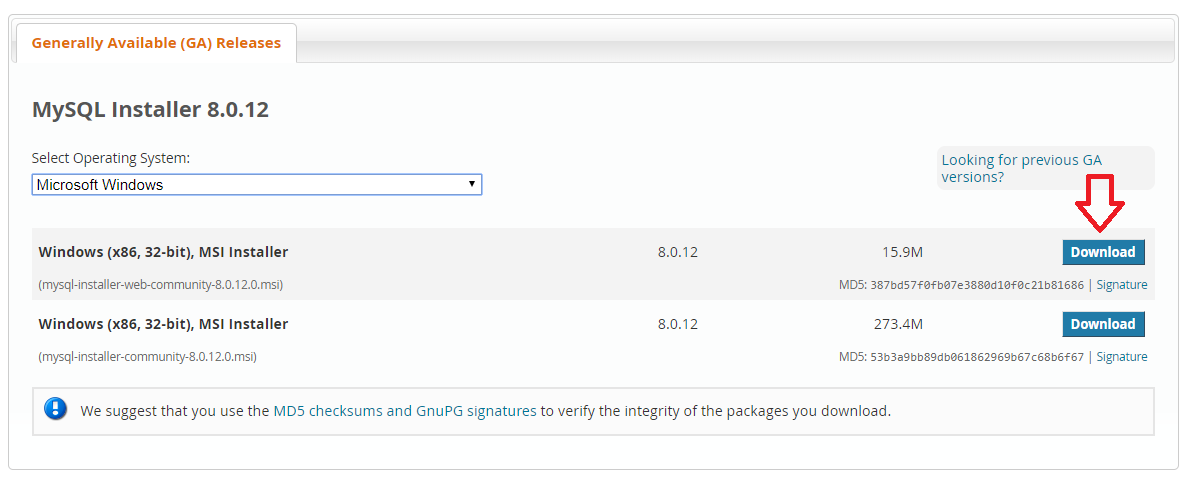 Generally Available (GA) Releases
MySQL Installer 8.0.12
Select Operating System:
Looking for previous GA
versions?
Microsoft Windows
Windows (x86, 32-bit), MSI Installer 8.0.12 15.9M Download
(mysql-installer-web-community-8.0.12.0.msi) MD5: 387bd57f0fb07e3880d10f0c21b81686 | Signature
Windows (x86, 32-bit), MSI Installer 8.0.12 273.4M Download
(mysql-installer-community-8.0.12.0.msi) MD5: 53b3a9bb89db061862969b67c68b6f67 | Signature
We suggest that you use the MD5 checksums and GnuPG signatures to verify the integrity of the packages you download.